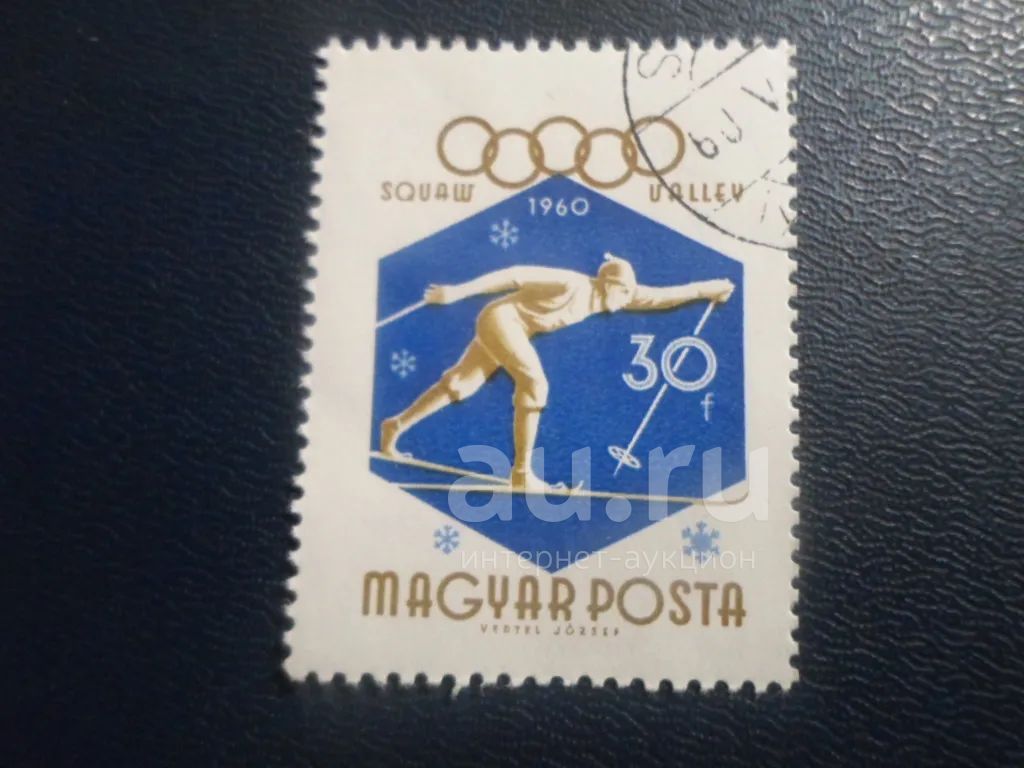 SQUAW VALLEY
1960
30
f
au.ru
интернет-аукцион
MAGYAR POSTA
VERTEL JÓZSEF